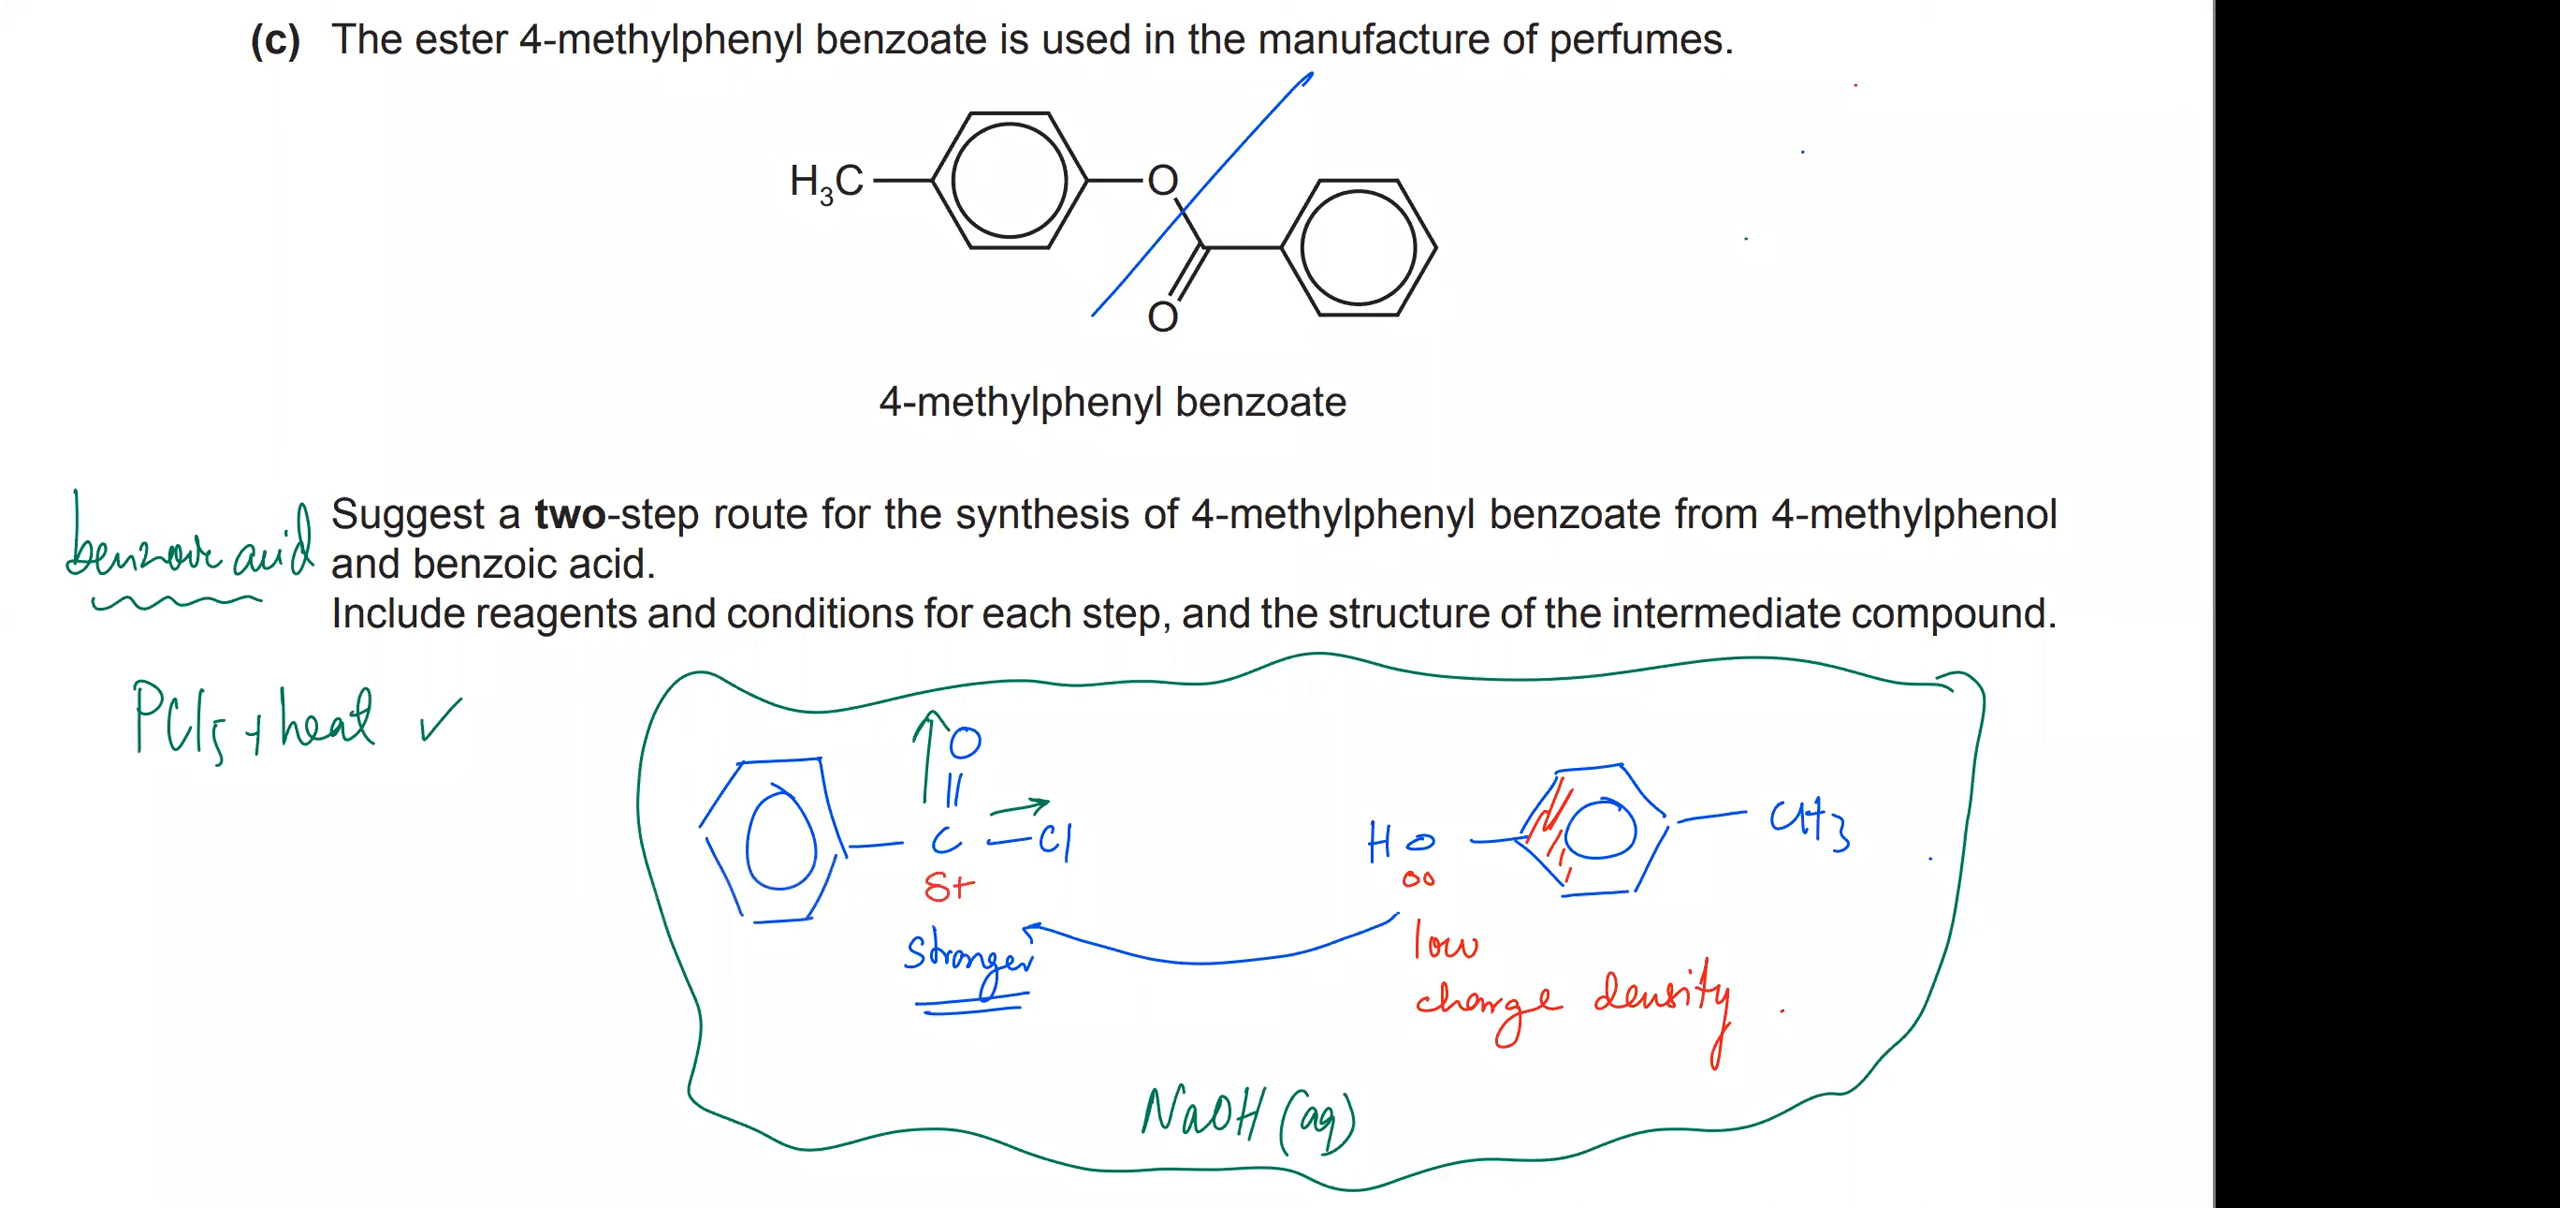 (c) The ester 4-methylphenyl benzoate is used in the manufacture of perfumes.
H₃C
O
O
4-methylphenyl benzoate
benzoic acid
Suggest a two-step route for the synthesis of 4-methylphenyl benzoate from 4-methylphenol
and benzoic acid.
Include reagents and conditions for each step, and the structure of the intermediate compound.
PCl5 + heat ✓
O
C – Cl
δ+
stronger
HO
CH3
low
charge density
NaOH (aq)